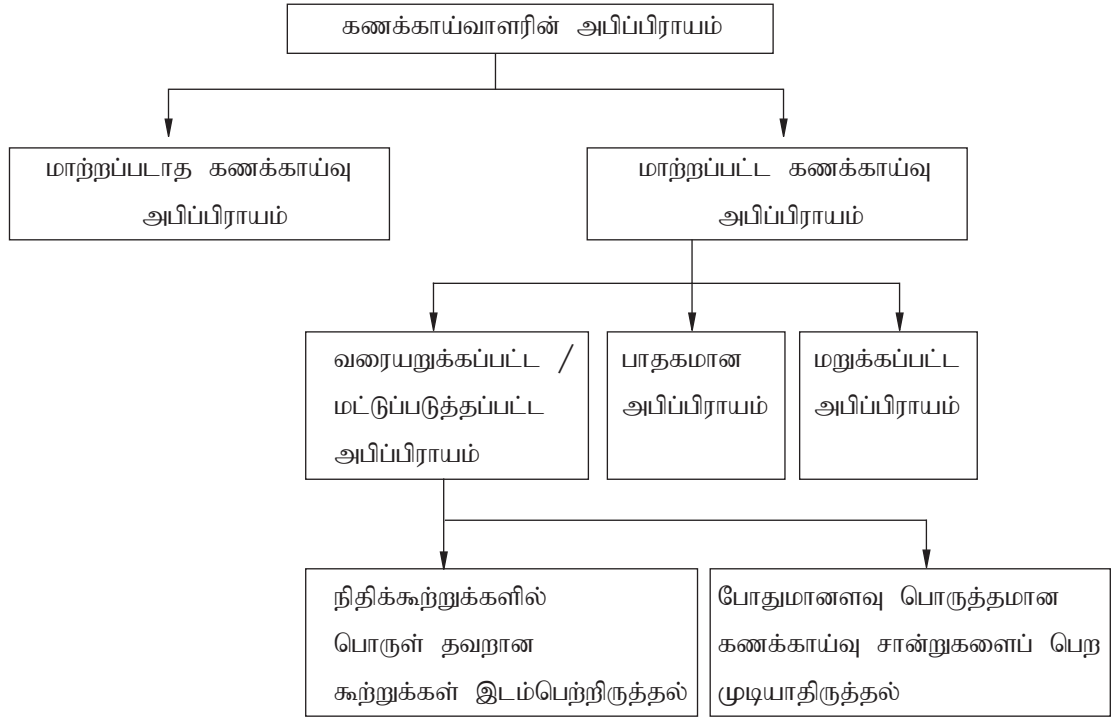 கணக்காய்வாளரின் அபிப்பிராயம்
மாற்றப்படாத கணக்காய்வு
அபிப்பிராயம்
மாற்றப்பட்ட கணக்காய்வு
அபிப்பிராயம்
வரையறுக்கப்பட்ட /
மட்டுப்படுத்தப்பட்ட
அபிப்பிராயம்
பாதகமான
அபிப்பிராயம்
மறுக்கப்பட்ட
அபிப்பிராயம்
நிதிக்கூற்றுக்களில்
பொருள் தவறான
கூற்றுக்கள் இடம்பெற்றிருத்தல்
போதுமானளவு பொருத்தமான
கணக்காய்வு சான்றுகளைப் பெற
முடியாதிருத்தல்